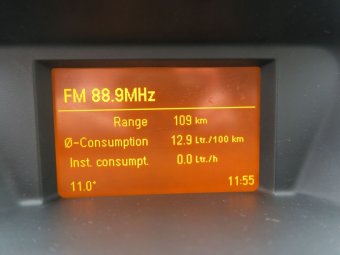 FM 88.9MHz
Range 109 km
Ø-Consumption 12.9 Ltr./100 km
Inst. consumpt. 0.0 Ltr./h
11.0° 11:55